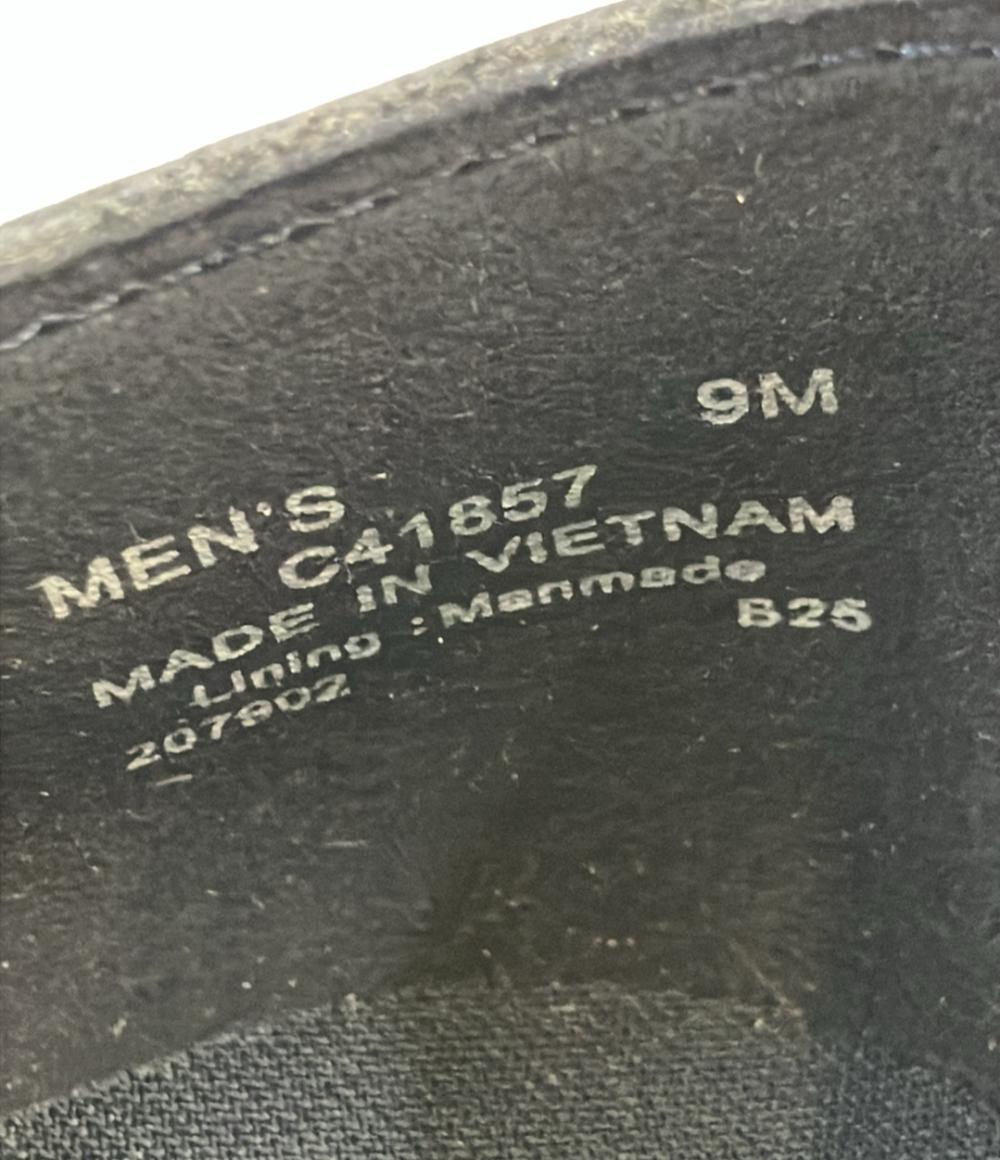 9M
MEN'S
C41857
MADE IN VIETNAM
Lining : Manmade
207902 B25